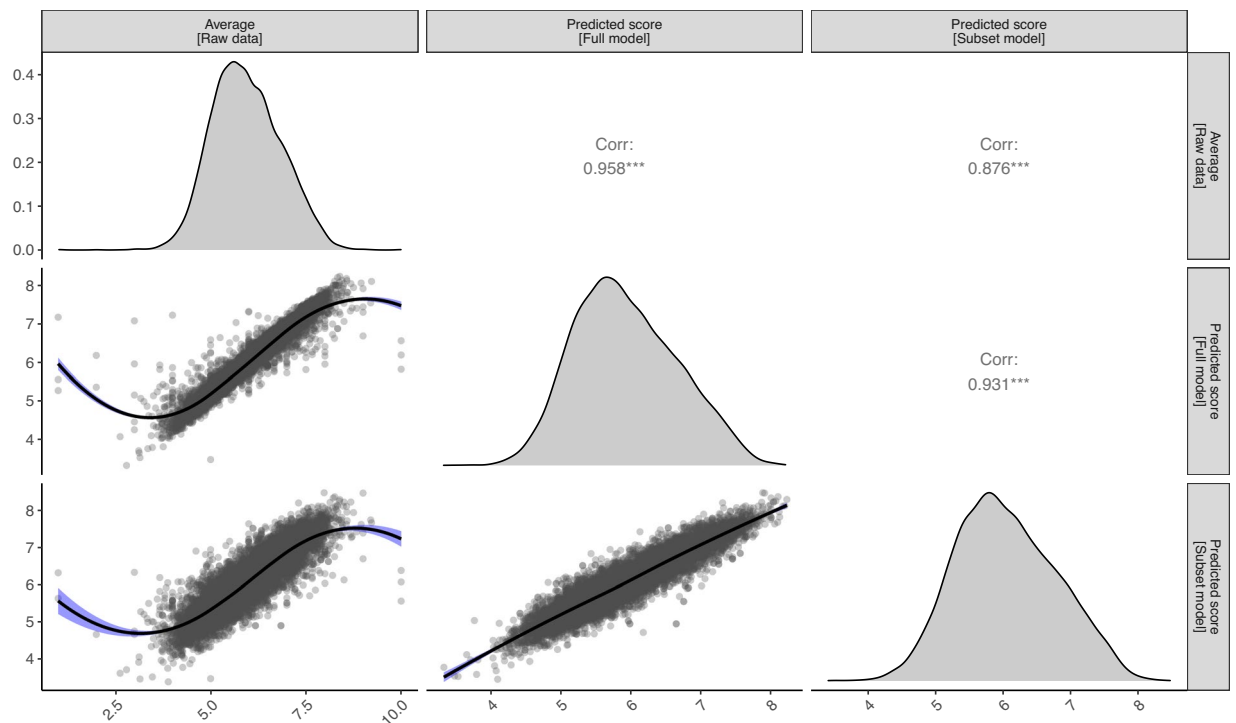 Average
[Raw data]
Predicted score
[Full model]
Predicted score
[Subset model]
0.4
0.3
0.2
0.1
0.0
Corr:
0.958***
Corr:
0.876***
Average
[Raw data]
8
7
6
5
4
Corr:
0.931***
Predicted score
[Full model]
8
7
6
5
4
Predicted score
[Subset model]
2.5
5.0
7.5
10.0
4
5
6
7
8
4
5
6
7
8